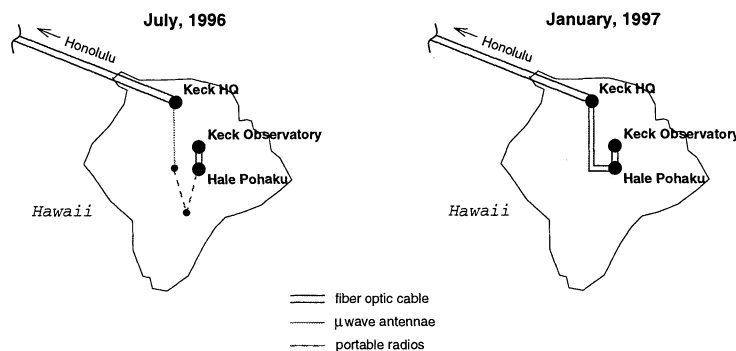 July, 1996
Honolulu
Keck HQ
Keck Observatory
Hale Pohaku
Hawaii
January, 1997
Honolulu
Keck HQ
Keck Observatory
Hale Pohaku
Hawaii
fiber optic cable
μwave antennae
portable radios